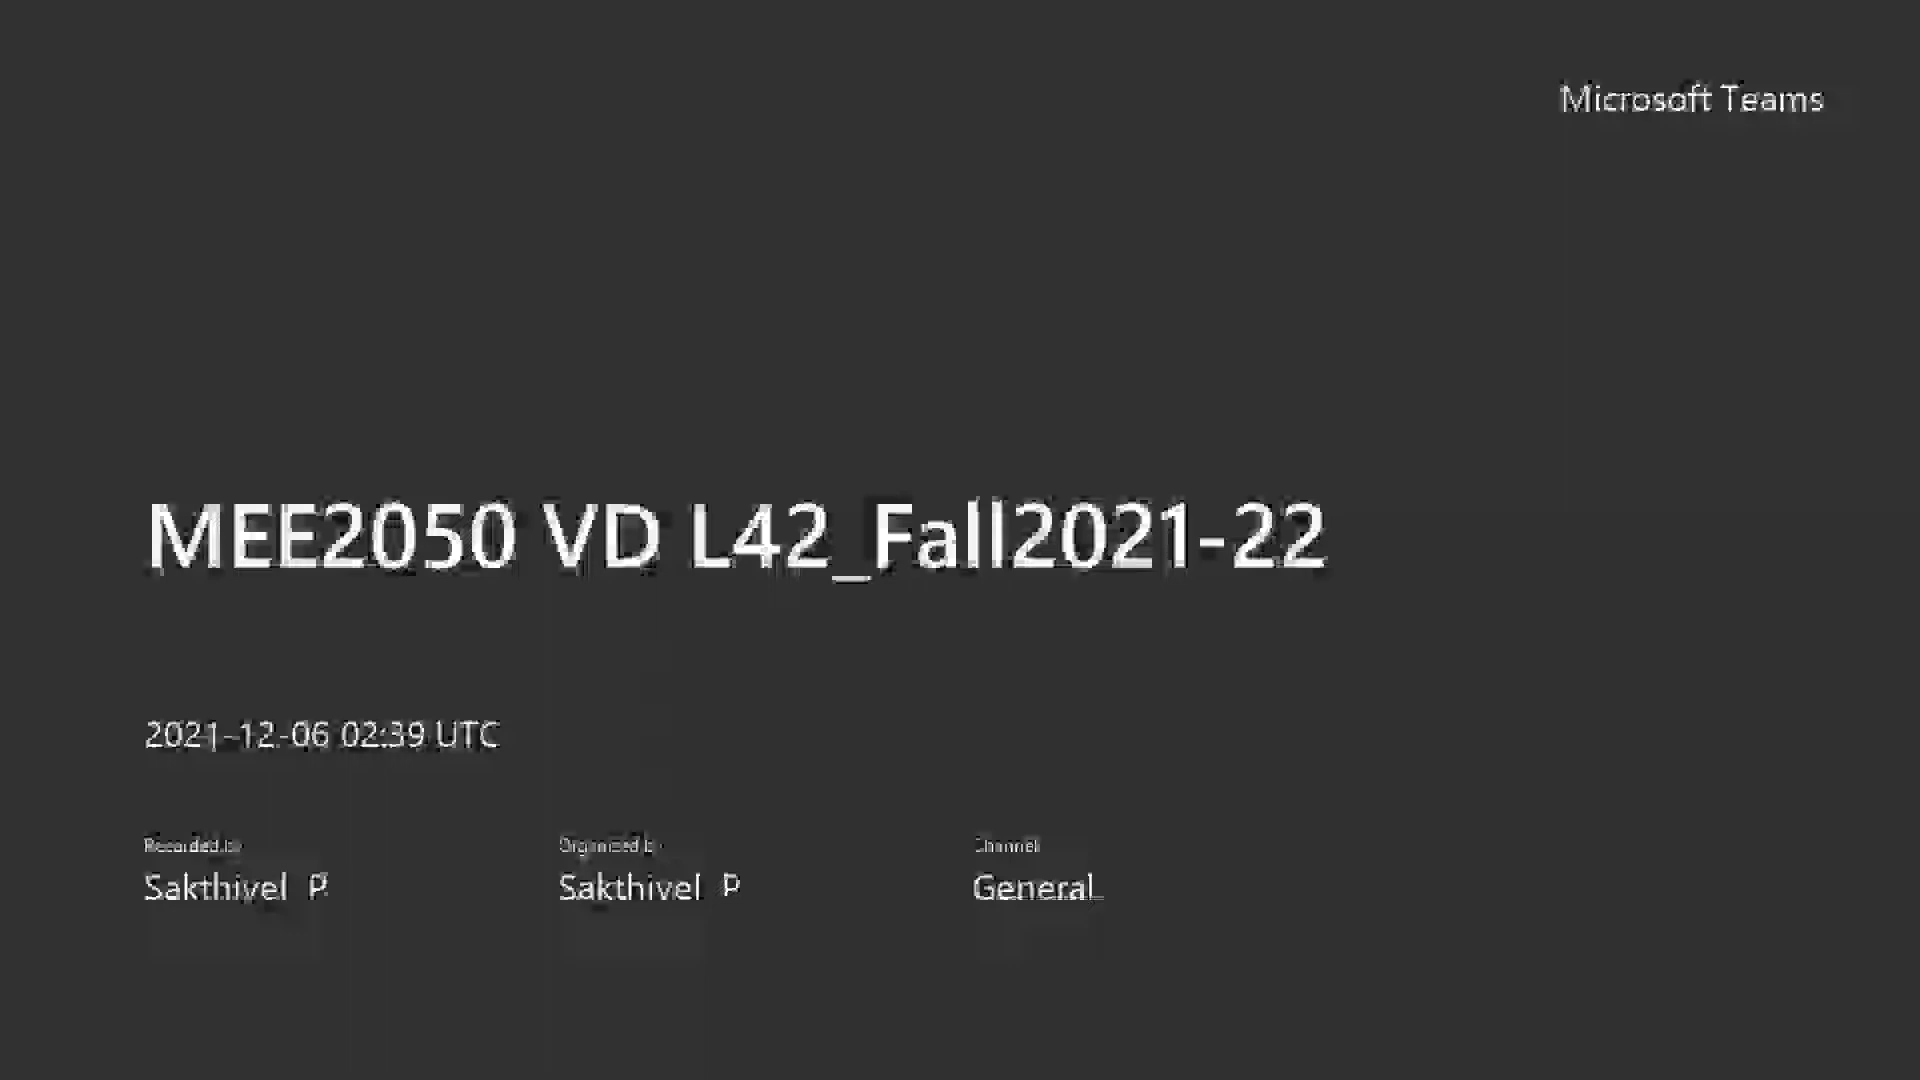 Microsoft Teams
MEE2050 VD L42_Fall2021-22
2021-12-06 02:39 UTC
Recorded by
Organized by
Channel
Sakthivel P
Sakthivel P
General